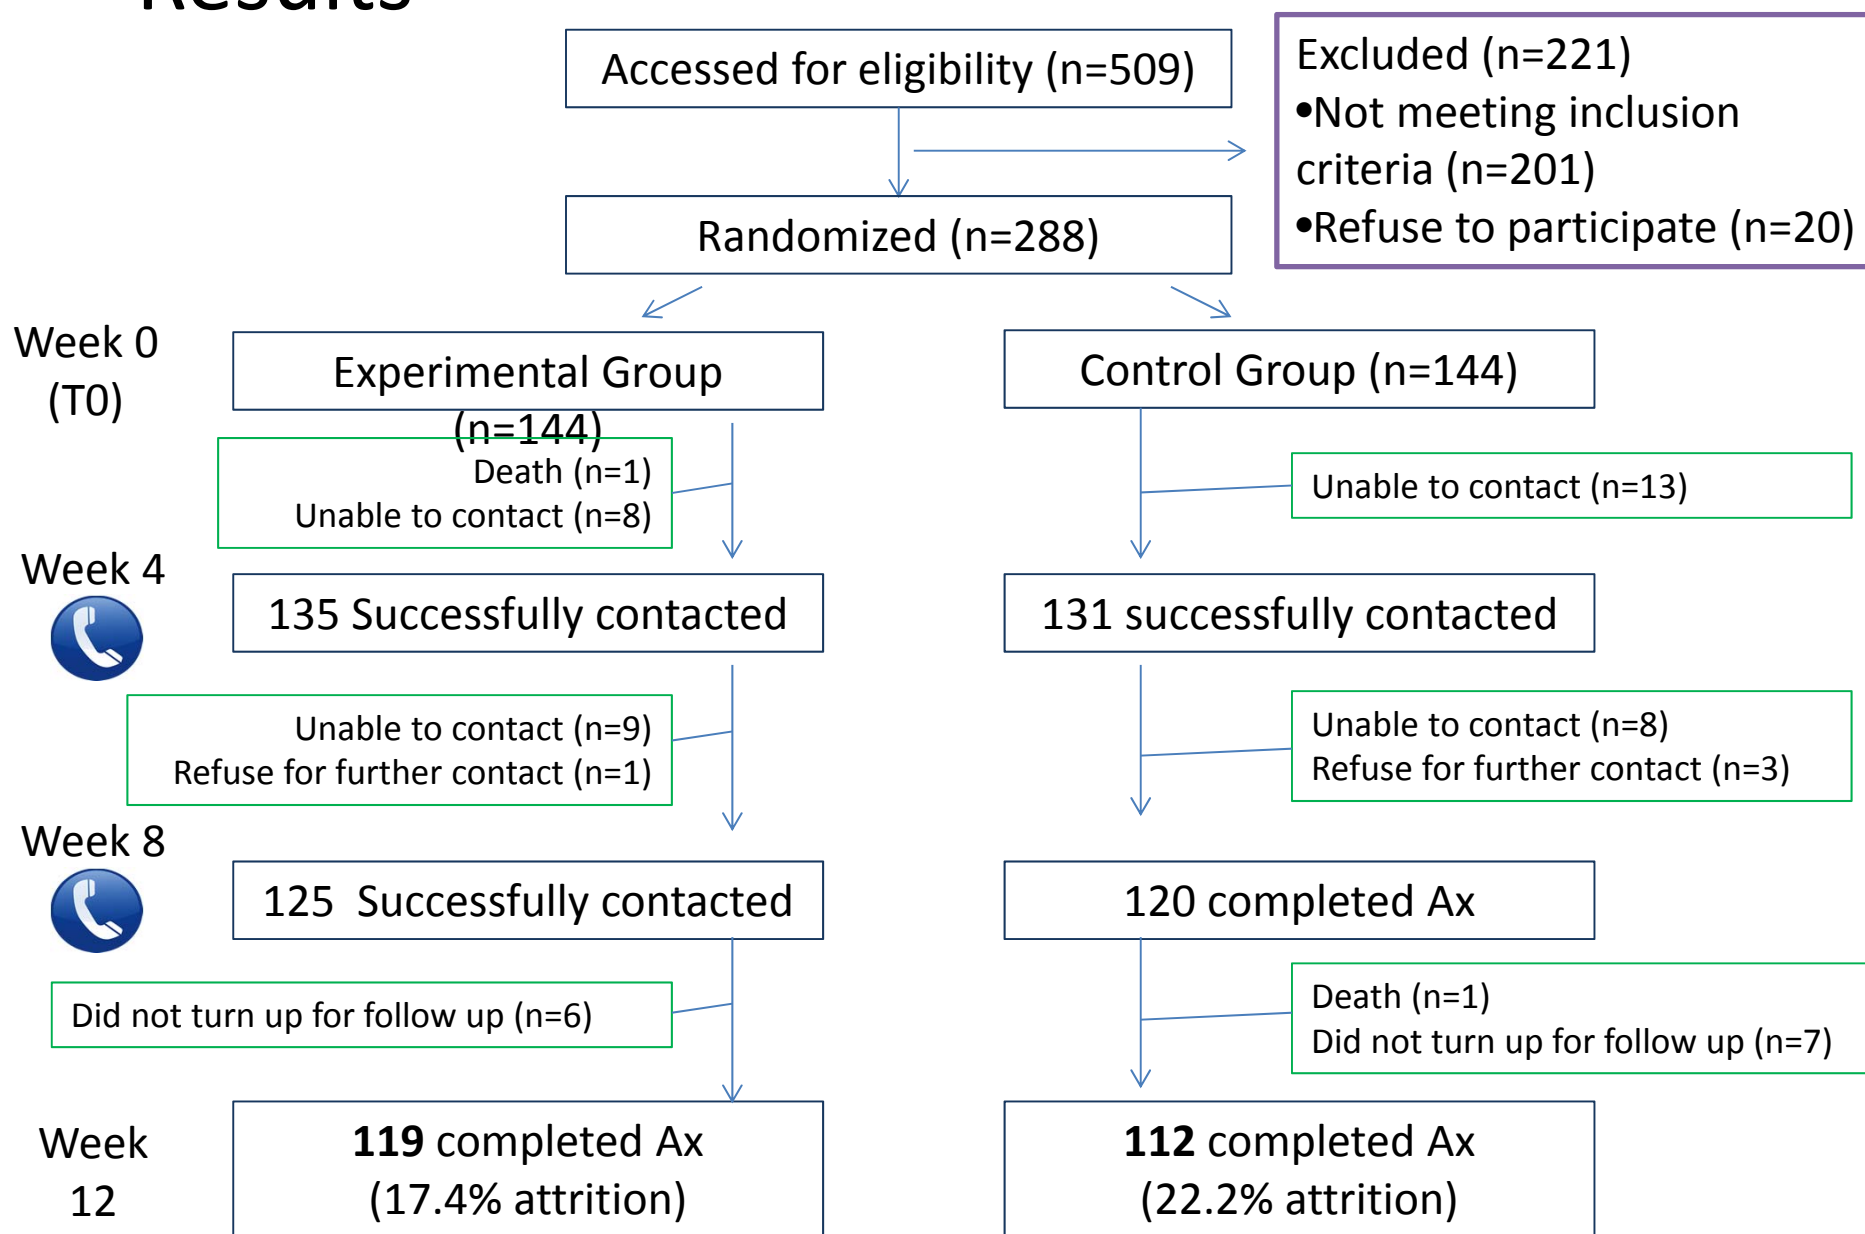 Results
Accessed for eligibility (n=509)
Excluded (n=221)
•Not meeting inclusion
criteria (n=201)
•Refuse to participate (n=20)
Randomized (n=288)
Week 0
(T0)
Experimental Group
(n=144)
Control Group (n=144)
Death (n=1)
Unable to contact (n=8)
Unable to contact (n=13)
Week 4
135 Successfully contacted
131 successfully contacted
Unable to contact (n=9)
Refuse for further contact (n=1)
Unable to contact (n=8)
Refuse for further contact (n=3)
Week 8
125 Successfully contacted
120 completed Ax
Did not turn up for follow up (n=6)
Death (n=1)
Did not turn up for follow up (n=7)
Week
12
119 completed Ax
(17.4% attrition)
112 completed Ax
(22.2% attrition)